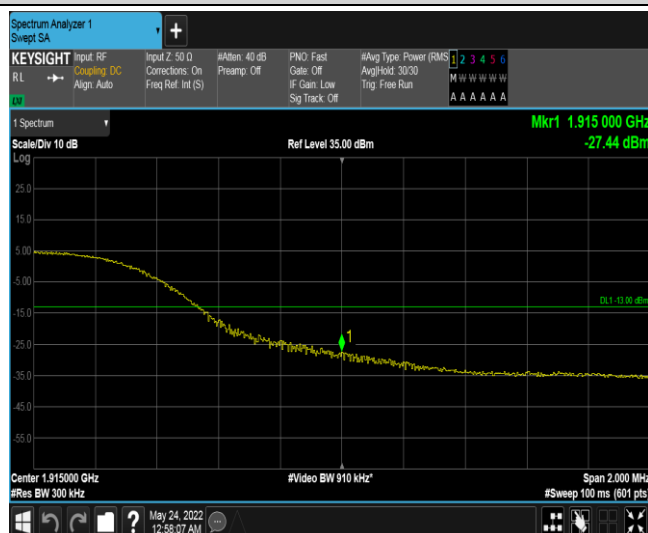 Spectrum Analyzer 1
Swept SA
KEYSIGHT
RL
Input: RF
Coupling: DC
Align: Auto
Input Z: 50 Ω
Corrections: On
Freq Ref: Int (S)
#Atten: 40 dB
Preamp: Off
PNO: Fast
Gate: Off
IF Gain: Low
Sig Track: Off
#Avg Type: Power (RMS
Avg|Hold: 30/30
Trig: Free Run
1 2 3 4 5 6
M W W W W W
A A A A A A
1 Spectrum
Mkr1 1.915 000 GHz
Scale/Div 10 dB
Ref Level 35.00 dBm
-27.44 dBm
Log
25.0
15.0
5.00
-5.00
DL1 -13.00 dBm
-15.0
1
-25.0
-35.0
-45.0
-55.0
Center 1.915000 GHz
#Video BW 910 kHz*
Span 2.000 MHz
#Res BW 300 kHz
#Sweep 100 ms (601 pts)
?
May 24, 2022
12:58:07 AM